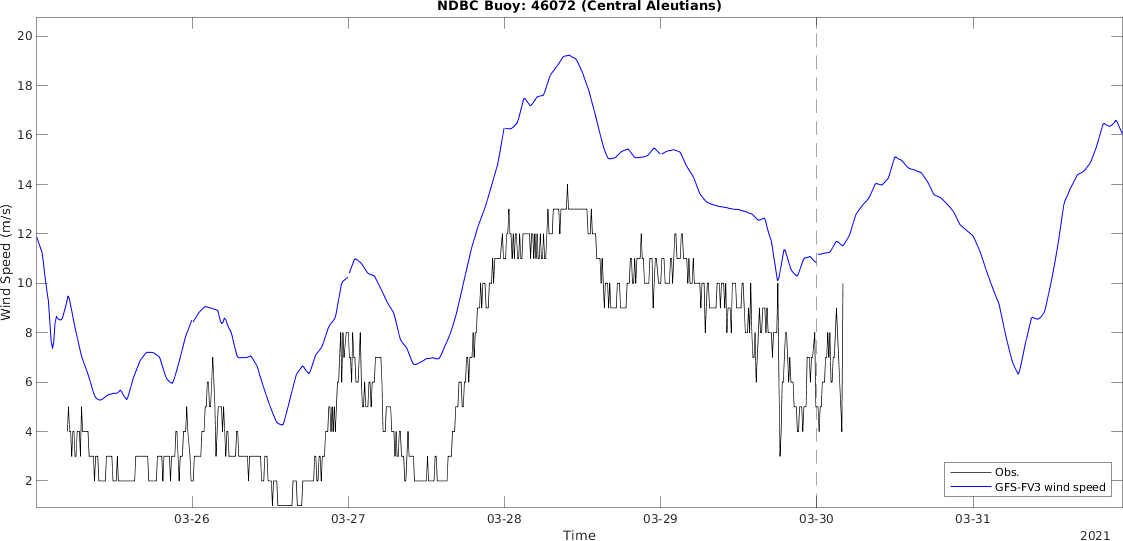 NDBC Buoy: 46072 (Central Aleutians)
Wind Speed (m/s)
20
18
16
14
12
10
8
6
4
2
Obs.
GFS-FV3 wind speed
03-26 03-27 03-28 03-29 03-30 03-31
Time
2021